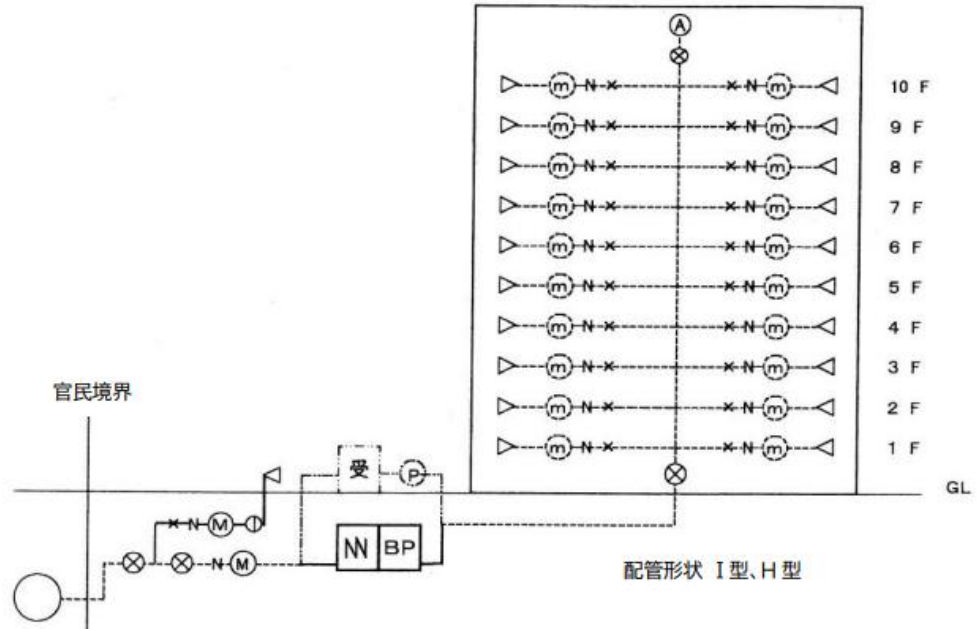 A
m N m N 10 F
m N m N 9 F
m N m N 8 F
m N m N 7 F
m N m N 6 F
m N m N 5 F
m N m N 4 F
m N m N 3 F
官民境界
m N m N 2 F
m N m N 1 F
受 P
GL
N M
NN BP
N M
配管形状 I型、H型